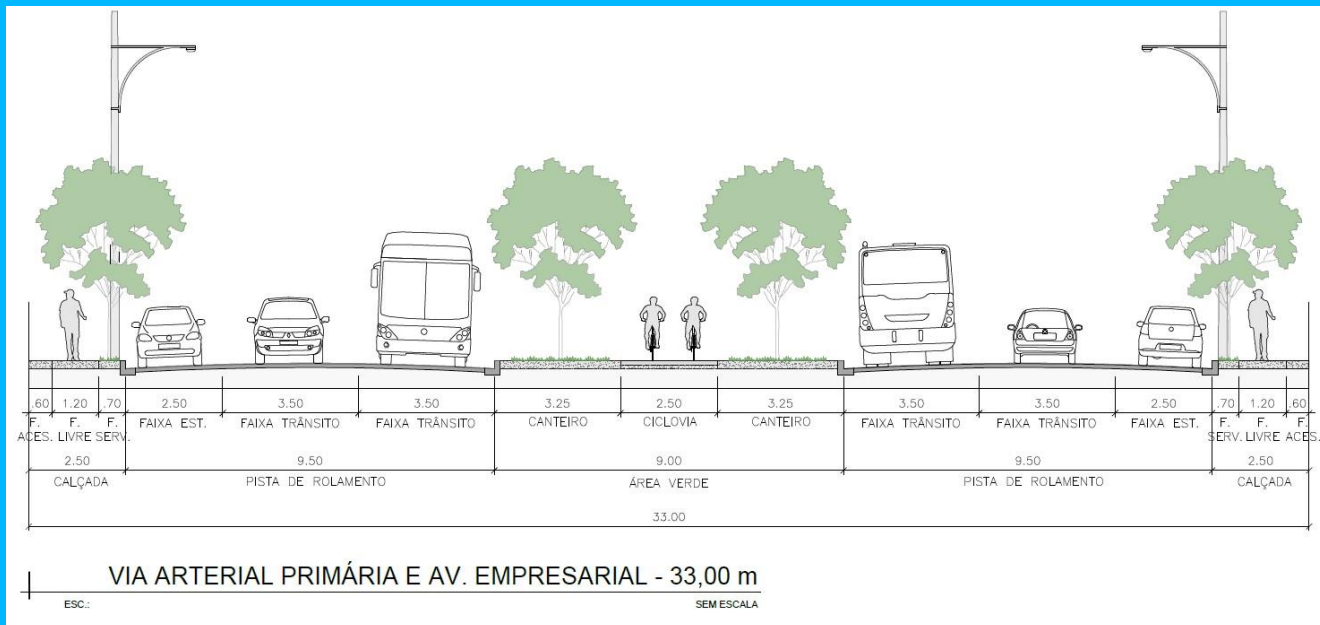 .60 1.20 .70 2.50 3.50 3.50 3.25 2.50 3.25 3.50 3.50 2.50 .70 1.20 .60
F. F. F. FAIXA EST. FAIXA TRÂNSITO FAIXA TRÂNSITO CANTEIRO CICLOVIA CANTEIRO FAIXA TRÂNSITO FAIXA TRÂNSITO FAIXA EST. F. F. F.
ACES. LIVRE SERV. SERV. LIVRE ACES.
2.50 9.50 9.00 9.50 2.50
CALÇADA PISTA DE ROLAMENTO ÁREA VERDE PISTA DE ROLAMENTO CALÇADA
33.00
VIA ARTERIAL PRIMÁRIA E AV. EMPRESARIAL - 33,00 m
ESC.: SEM ESCALA